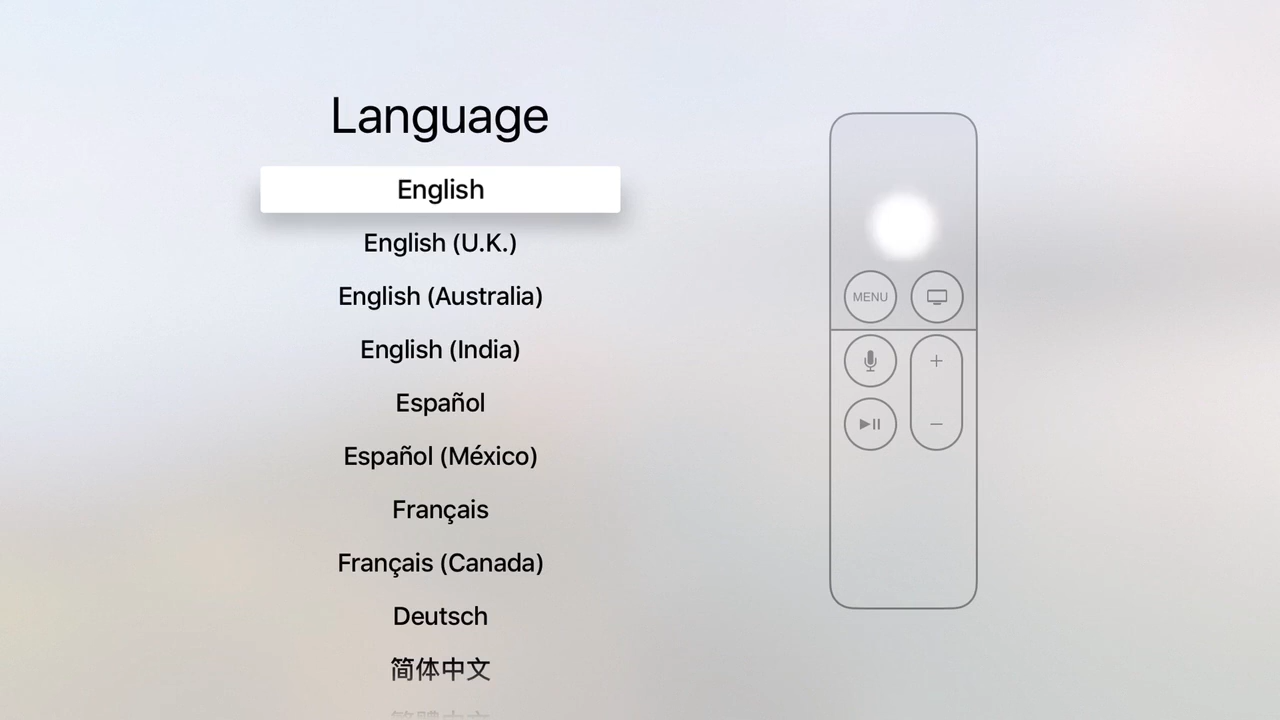 Language
English
English (U.K.)
English (Australia)
English (India)
Español
Español (México)
Français
Français (Canada)
Deutsch
简体中文
MENU